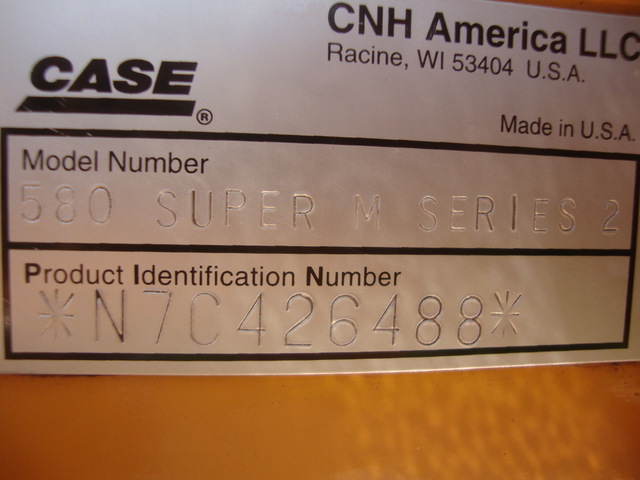 CNH America LLC
Racine, WI 53404 U.S.A.
CASE®
Made in U.S.A.
Model Number
580 SUPER M SERIES 2
Product Identification Number
*N7C426488*